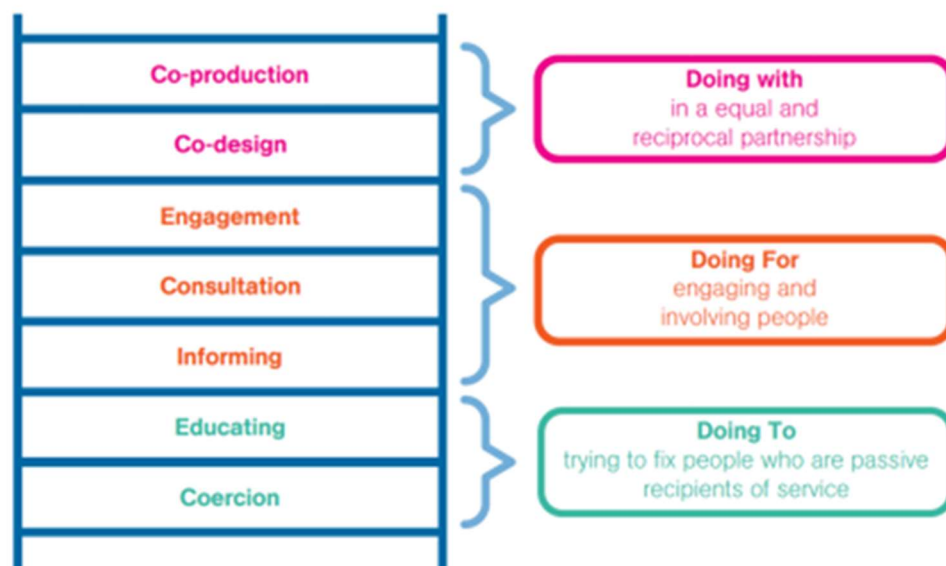 Co-production
Co-design
Engagement
Consultation
Informing
Educating
Coercion
Doing with
in a equal and
reciprocal partnership
Doing For
engaging and
involving people
Doing To
trying to fix people who are passive
recipients of service